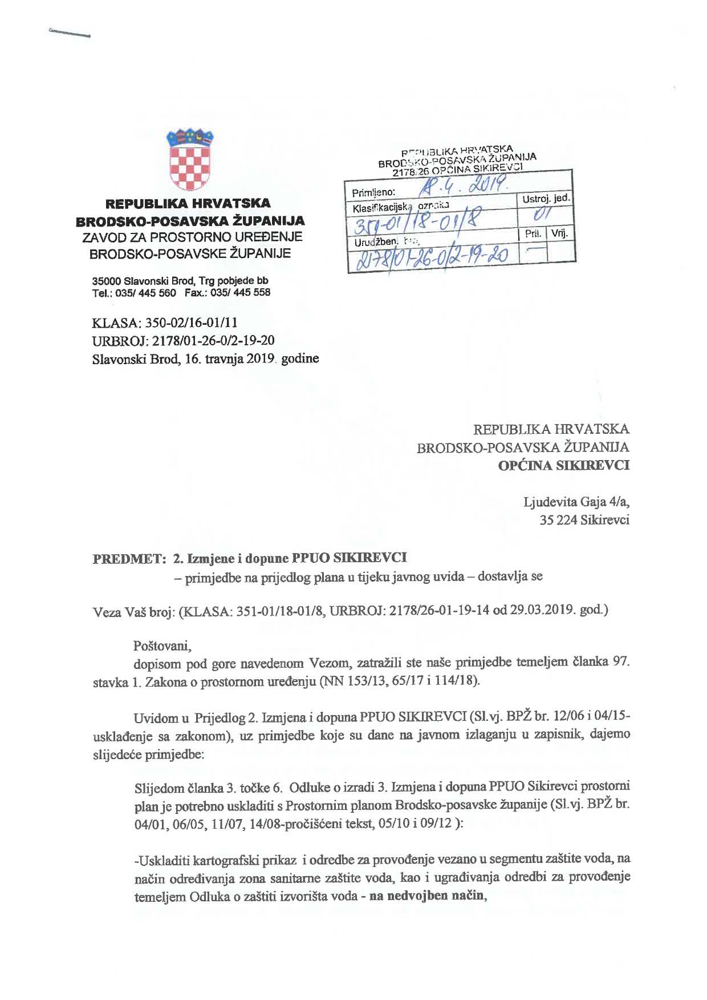 REPUBLIKA HRVATSKA
BRODSKO-POSAVSKA ŽUPANIJA
ZAVOD ZA PROSTORNO UREĐENJE
BRODSKO-POSAVSKE ŽUPANIJE
35000 Slavonski Brod, Trg pobjede bb
Tel.: 035/ 445 560 Fax.: 035/ 445 558
REPUBLIKA HRVATSKA
BRODSKO-POSAVSKA ŽUPANIJA
2178/26 OPĆINA SIKIREVCI
Primljeno: 18.4.2019.
Klasifikacijska oznaka
Ustroj. jed.
351-01/18-01/8
01
Urudžben.
Pril. Vrij.
2178/01-26-0/2-19-20
KLASA: 350-02/16-01/11
URBROJ: 2178/01-26-0/2-19-20
Slavonski Brod, 16. travnja 2019. godine
REPUBLIKA HRVATSKA
BRODSKO-POSAVSKA ŽUPANIJA
OPĆINA SIKIREVCI
Ljudevita Gaja 4/a,
35 224 Sikirevci
PREDMET: 2. Izmjene i dopune PPUO SIKIREVCI
– primjedbe na prijedlog plana u tijeku javnog uvida – dostavlja se
Veza Vaš broj: (KLASA: 351-01/18-01/8, URBROJ: 2178/26-01-19-14 od 29.03.2019. god.)
Poštovani,
dopisom pod gore navedenom Vezom, zatražili ste naše primjedbe temeljem članka 97.
stavka 1. Zakona o prostornom uređenju (NN 153/13, 65/17 i 114/18).
Uvidom u Prijedlog 2. Izmjena i dopuna PPUO SIKIREVCI (Sl.vj. BPŽ br. 12/06 i 04/15-
usklađenje sa zakonom), uz primjedbe koje su dane na javnom izlaganju u zapisnik, dajemo
slijedeće primjedbe:
Slijedom članka 3. točke 6. Odluke o izradi 3. Izmjena i dopuna PPUO Sikirevci prostorni
plan je potrebno uskladiti s Prostornim planom Brodsko-posavske županije (Sl.vj. BPŽ br.
04/01, 06/05, 11/07, 14/08-pročišćeni tekst, 05/10 i 09/12 ):
-Uskladiti kartografski prikaz i odredbe za provođenje vezano u segmentu zaštite voda, na
način određivanja zona sanitarne zaštite voda, kao i ugrađivanja odredbi za provođenje
temeljem Odluka o zaštiti izvorišta voda - na nedvojben način,